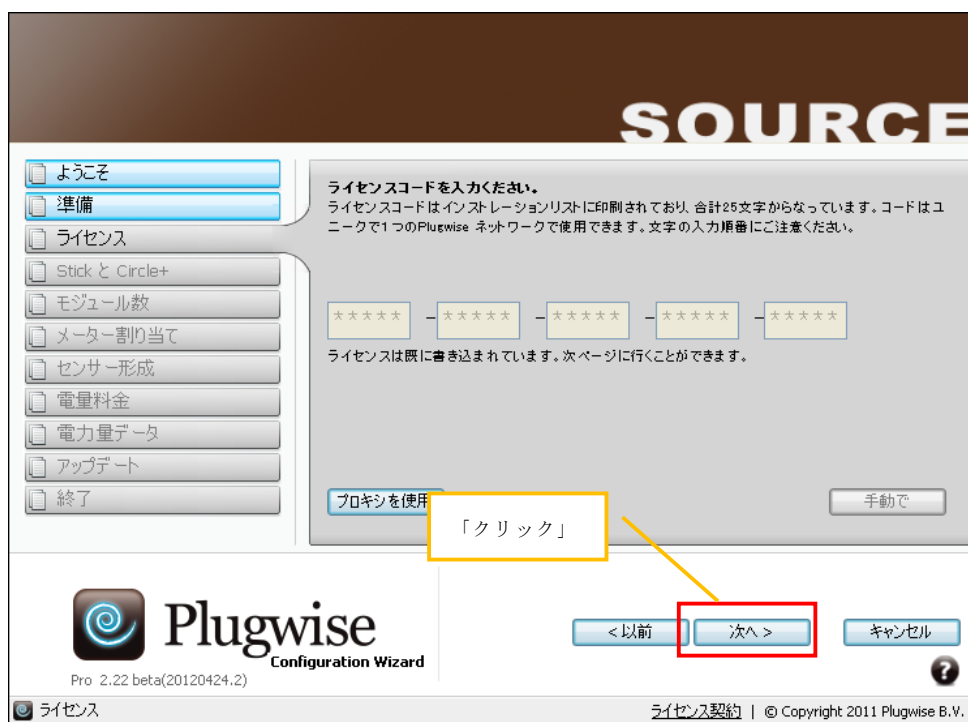 SOURCE
ようこそ
準備
ライセンス
Stick と Circle+
モジュール数
メーター割り当て
センサー形成
電量料金
電力量データ
アップデート
終了
ライセンスコードを入力ください。
ライセンスコードはインストレーションリストに印刷されており、合計25文字からなっています。コードはユ
ニークで1つのPlugwise ネットワークで使用できます。文字の入力順番にご注意ください。
***** – ***** – ***** – ***** – *****
ライセンスは既に書き込まれています。次ページに行くことができます。
プロキシを使用
手動で
「クリック」
Plugwise
Configuration Wizard
Pro 2.22 beta(20120424.2)
< 以前
次へ >
キャンセル
?
ライセンス
ライセンス契約 | © Copyright 2011 Plugwise B.V.